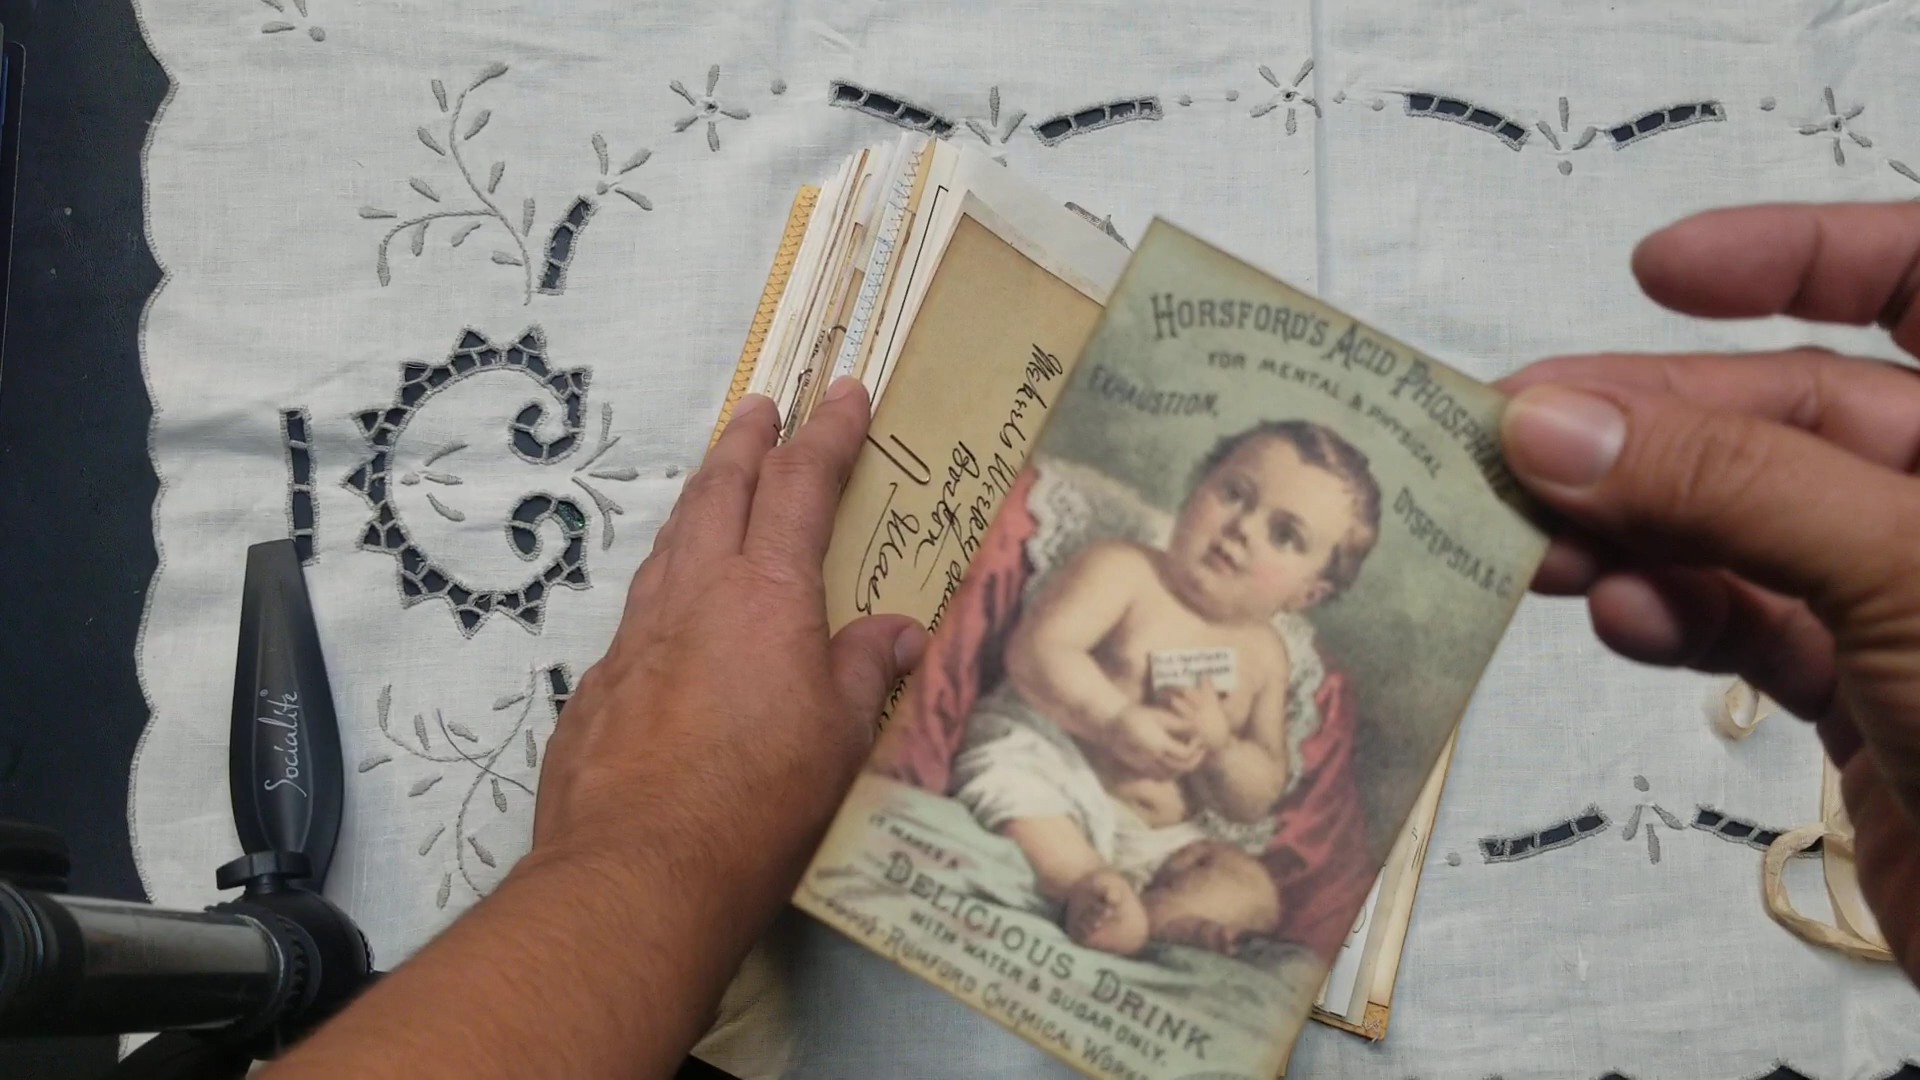 HORSFORD'S ACID PHOSPHATE
FOR MENTAL & PHYSICAL
EXHAUSTION,
DYSPEPSIA & C.
IT MAKES A
DELICIOUS DRINK
WITH WATER & SUGAR ONLY.
RUMFORD CHEMICAL WORKS
Weekly
Boston
Mass
Socialite